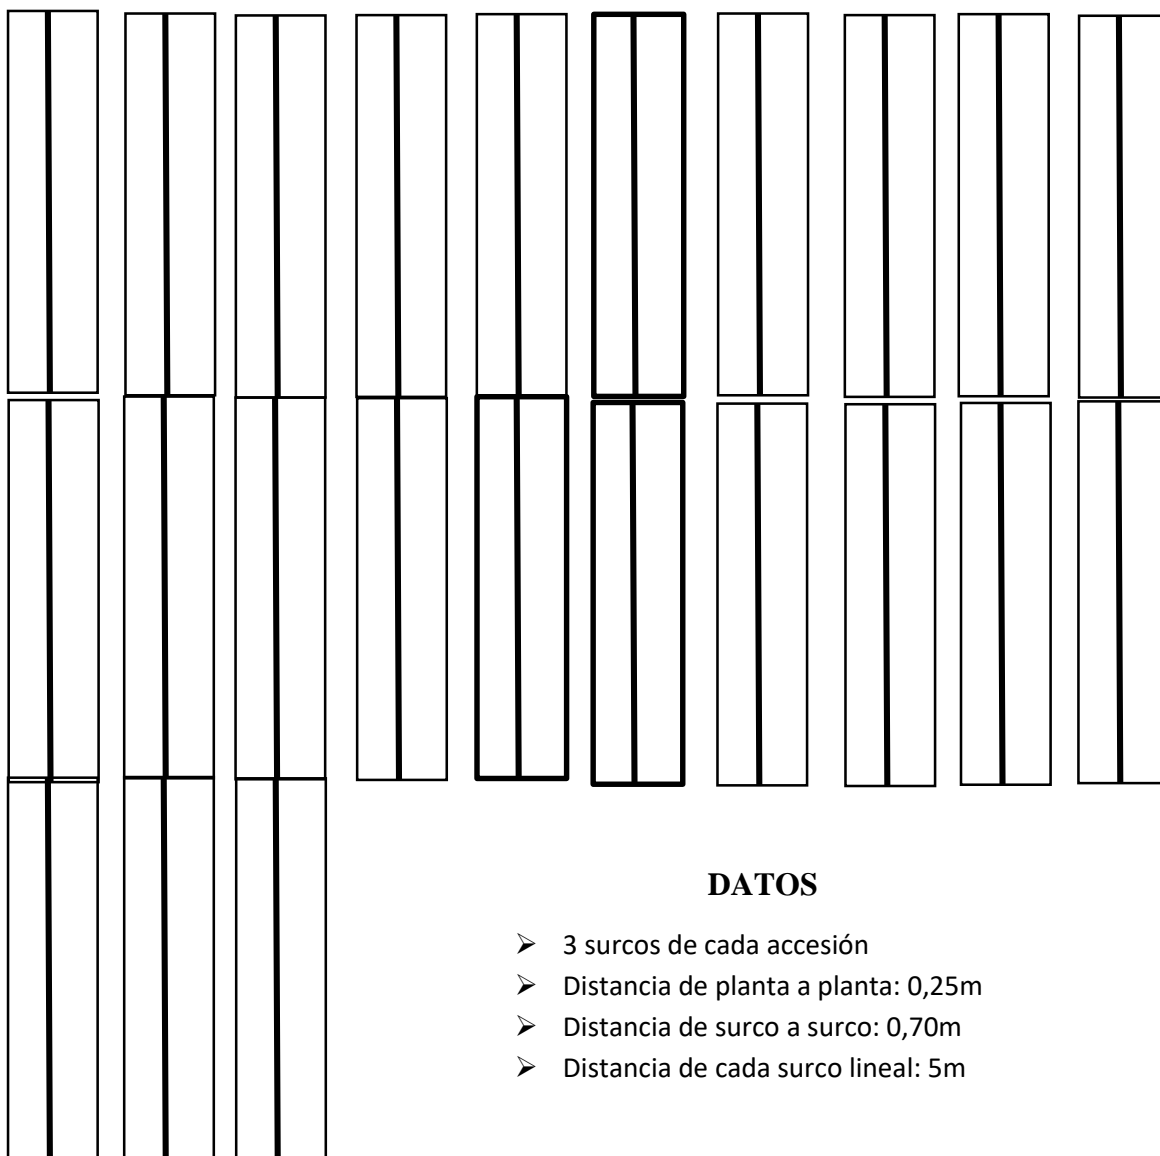 DATOS
➢ 3 surcos de cada accesión
➢ Distancia de planta a planta: 0,25m
➢ Distancia de surco a surco: 0,70m
➢ Distancia de cada surco lineal: 5m